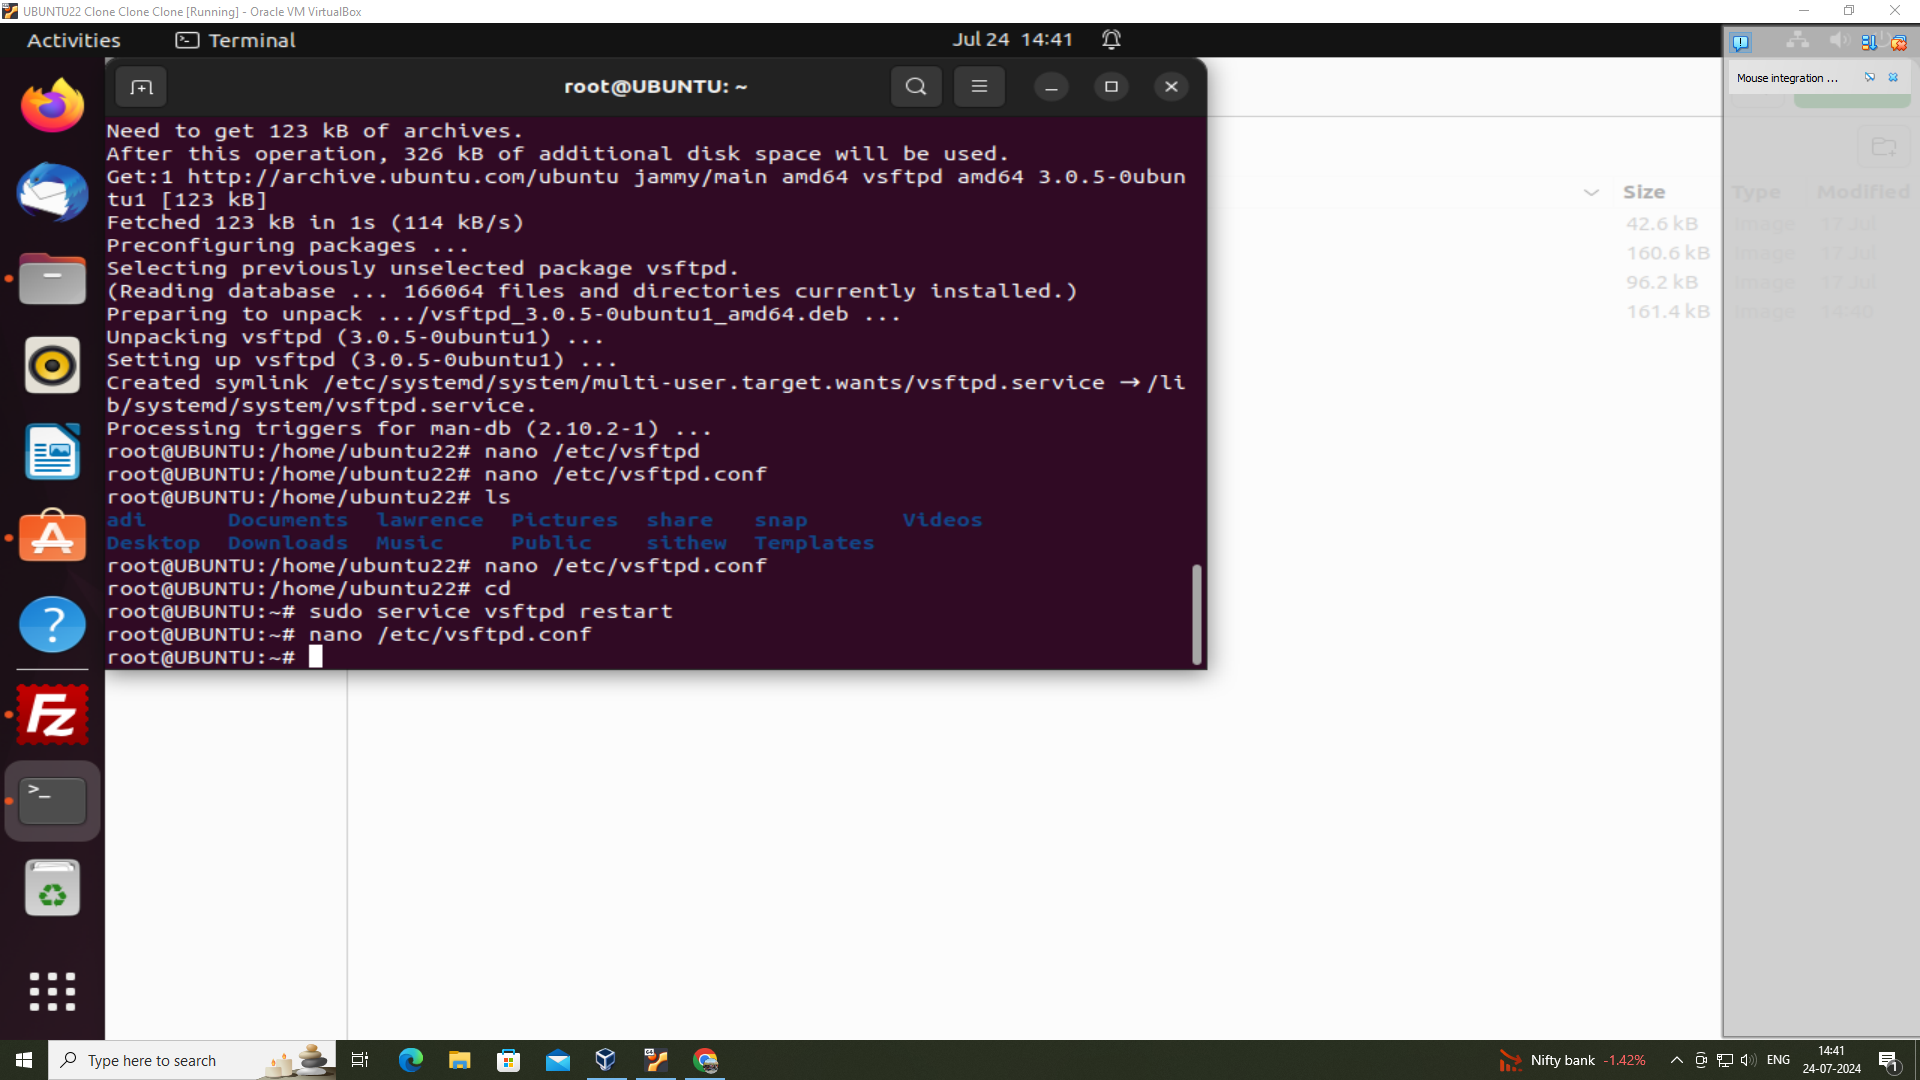 UBUNTU22 Clone Clone Clone [Running] - Oracle VM VirtualBox
Activities
Terminal
Jul 24 14:41
root@UBUNTU: ~
Mouse integration ...
Need to get 123 kB of archives.
After this operation, 326 kB of additional disk space will be used.
Get:1 http://archive.ubuntu.com/ubuntu jammy/main amd64 vsftpd amd64 3.0.5-0ubun
tu1 [123 kB]
Fetched 123 kB in 1s (114 kB/s)
Preconfiguring packages ...
Selecting previously unselected package vsftpd.
(Reading database ... 166064 files and directories currently installed.)
Preparing to unpack .../vsftpd_3.0.5-0ubuntu1_amd64.deb ...
Unpacking vsftpd (3.0.5-0ubuntu1) ...
Setting up vsftpd (3.0.5-0ubuntu1) ...
Created symlink /etc/systemd/system/multi-user.target.wants/vsftpd.service → /li
b/systemd/system/vsftpd.service.
Processing triggers for man-db (2.10.2-1) ...
root@UBUNTU:/home/ubuntu22# nano /etc/vsftpd
root@UBUNTU:/home/ubuntu22# nano /etc/vsftpd.conf
root@UBUNTU:/home/ubuntu22# ls
adi Documents lawrence Pictures share snap Videos
Desktop Downloads Music Public sithew Templates
root@UBUNTU:/home/ubuntu22# nano /etc/vsftpd.conf
root@UBUNTU:/home/ubuntu22# cd
root@UBUNTU:~# sudo service vsftpd restart
root@UBUNTU:~# nano /etc/vsftpd.conf
root@UBUNTU:~#
Size Type Modified
42.6 kB Image 17 Jul
160.6 kB Image 17 Jul
96.2 kB Image 17 Jul
161.4 kB Image 14:40
Type here to search
Nifty bank -1.42%
ENG
14:41
24-07-2024
1